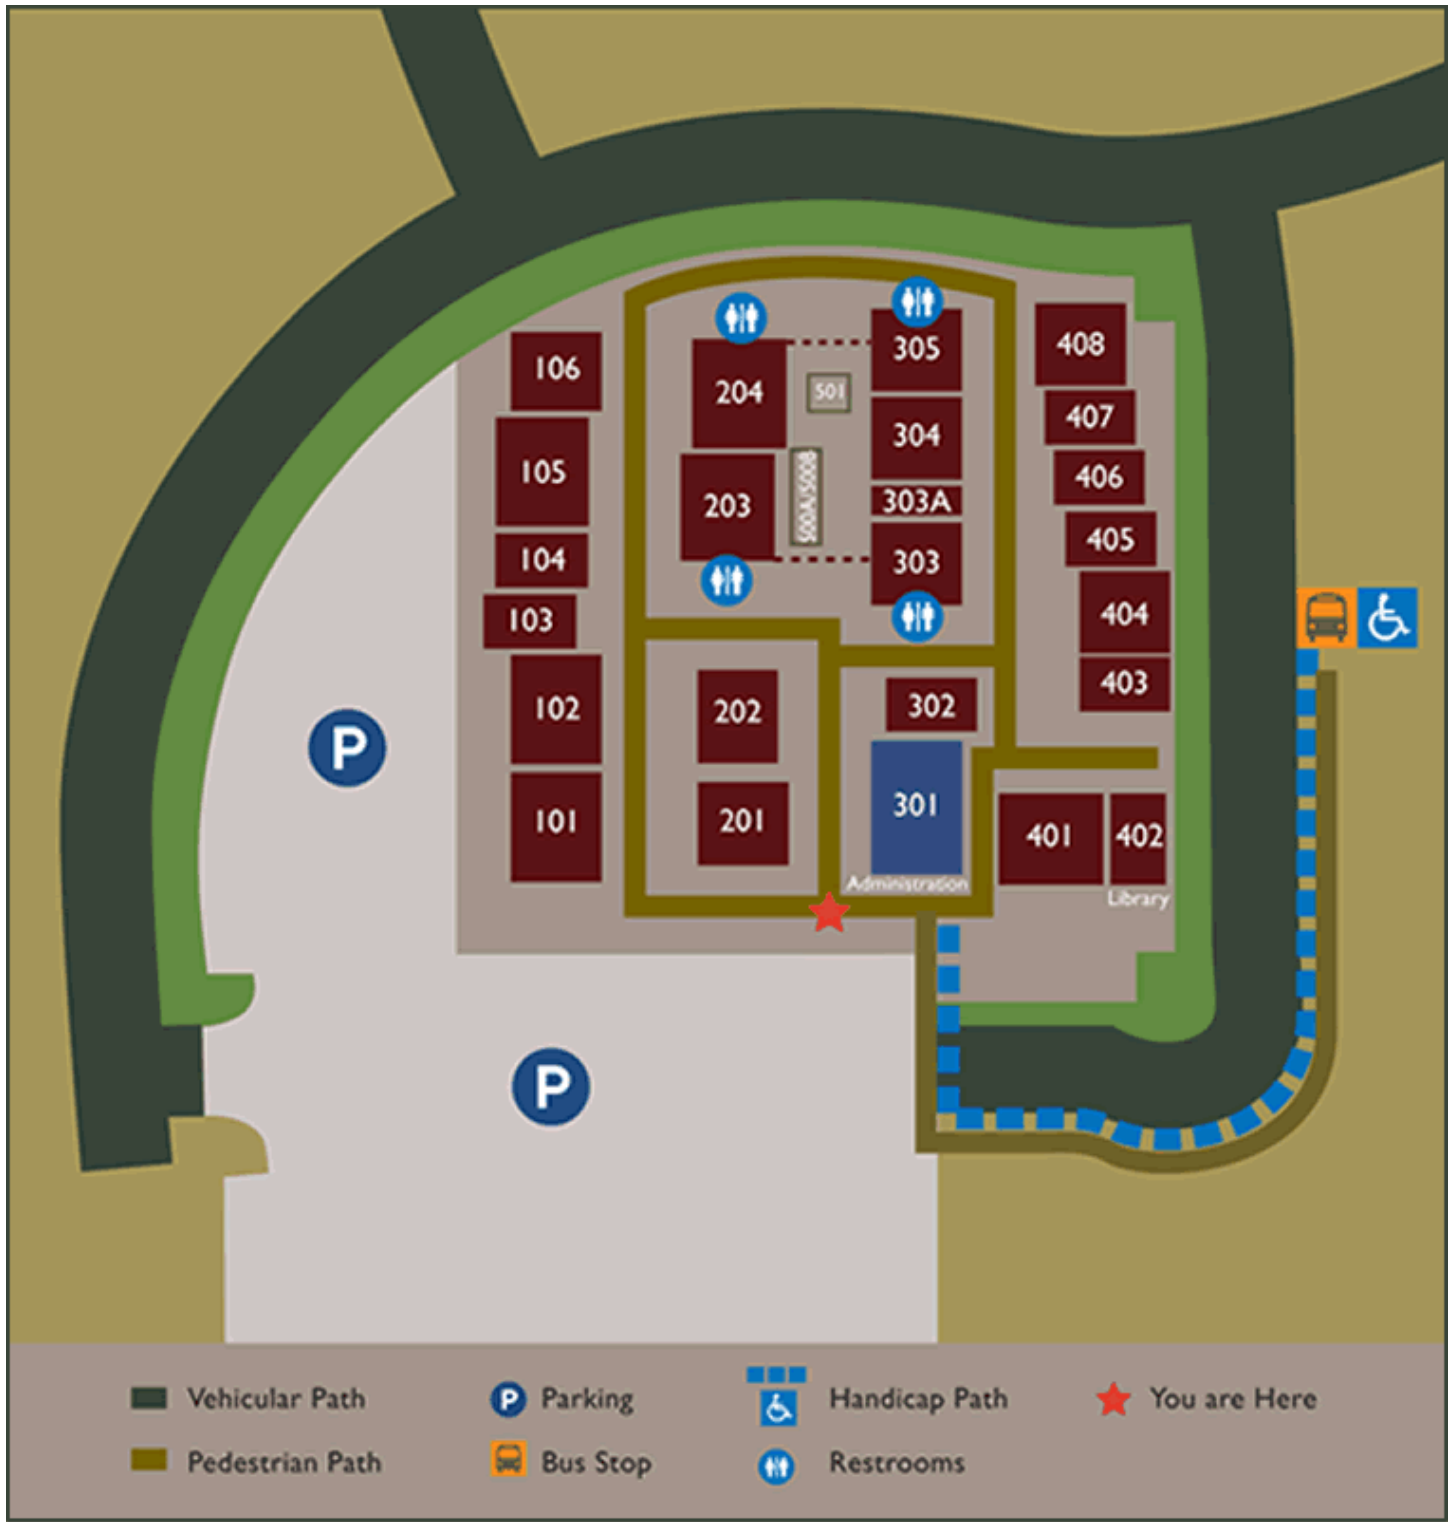 106
105
104
103
102
101
204
203
202
201
501
500A/500B
305
304
303A
303
302
301
Administration
408
407
406
405
404
403
401
402
Library
P
P
Vehicular Path
P Parking
Handicap Path
You are Here
Pedestrian Path
Bus Stop
Restrooms